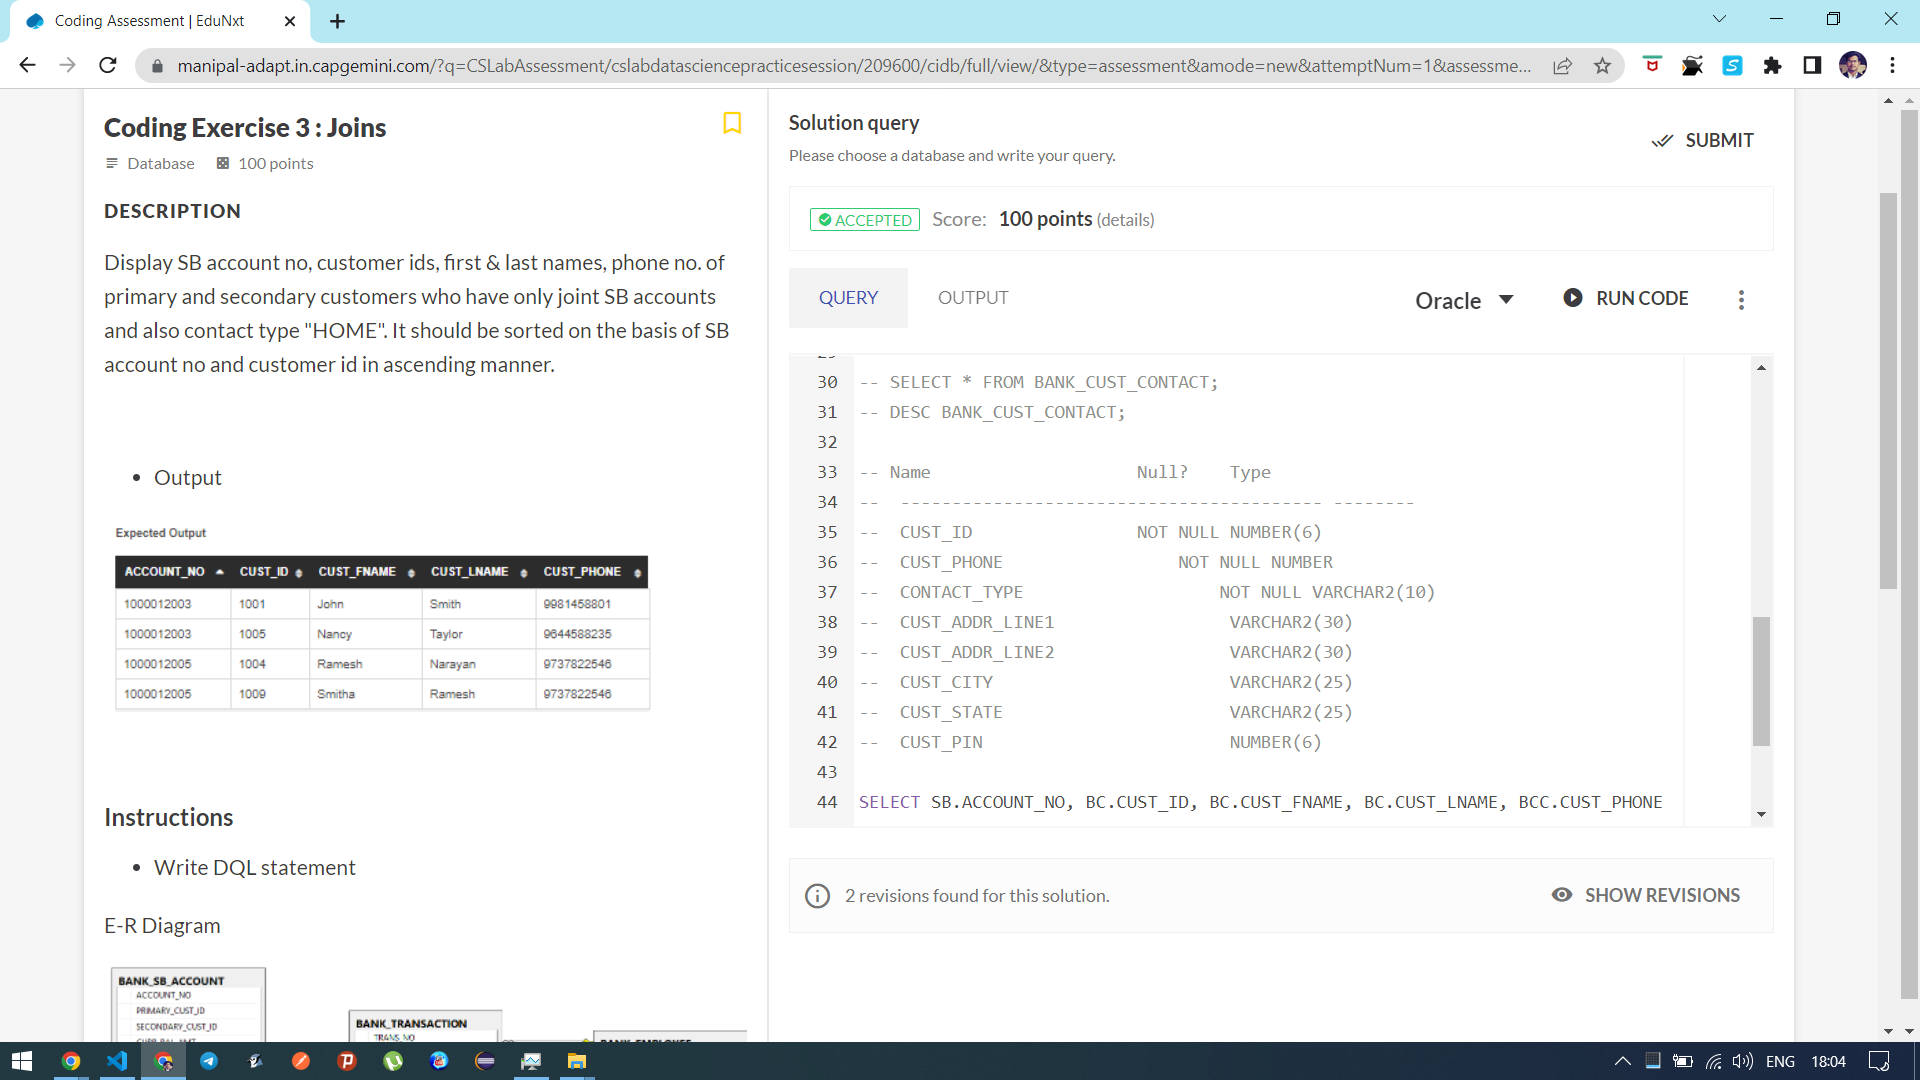 Coding Assessment | EduNxt
manipal-adapt.in.capgemini.com/?q=CSLabAssessment/cslabdatasciencepracticesession/209600/cidb/full/view/&type=assessment&amode=new&attemptNum=1&assessme...
Coding Exercise 3 : Joins
Database 100 points
DESCRIPTION
Display SB account no, customer ids, first & last names, phone no. of
primary and secondary customers who have only joint SB accounts
and also contact type "HOME". It should be sorted on the basis of SB
account no and customer id in ascending manner.
• Output
Expected Output
ACCOUNT_NO CUST_ID CUST_FNAME CUST_LNAME CUST_PHONE
1000012003 1001 John Smith 9981458801
1000012003 1005 Nancy Taylor 9644588235
1000012005 1004 Ramesh Narayan 9737822546
1000012005 1009 Smitha Ramesh 9737822546
Instructions
• Write DQL statement
E-R Diagram
BANK_SB_ACCOUNT
ACCOUNT_NO
PRIMARY_CUST_ID
SECONDARY_CUST_ID
BANK_TRANSACTION
TRANS_NO
Solution query
Please choose a database and write your query.
SUBMIT
ACCEPTED Score: 100 points (details)
QUERY OUTPUT Oracle RUN CODE
29
30 -- SELECT * FROM BANK_CUST_CONTACT;
31 -- DESC BANK_CUST_CONTACT;
32
33 -- Name Null? Type
34 -- ----------------------------------------- --------
35 -- CUST_ID NOT NULL NUMBER(6)
36 -- CUST_PHONE NOT NULL NUMBER
37 -- CONTACT_TYPE NOT NULL VARCHAR2(10)
38 -- CUST_ADDR_LINE1 VARCHAR2(30)
39 -- CUST_ADDR_LINE2 VARCHAR2(30)
40 -- CUST_CITY VARCHAR2(25)
41 -- CUST_STATE VARCHAR2(25)
42 -- CUST_PIN NUMBER(6)
43
44 SELECT SB.ACCOUNT_NO, BC.CUST_ID, BC.CUST_FNAME, BC.CUST_LNAME, BCC.CUST_PHONE
2 revisions found for this solution. SHOW REVISIONS
ENG 18:04